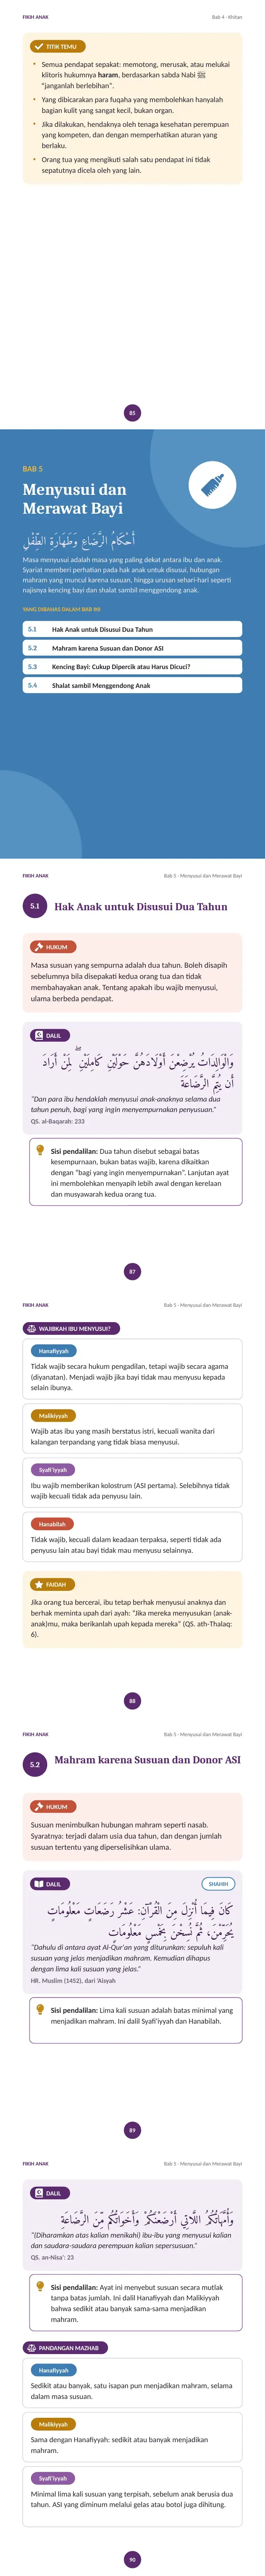 FIKIH ANAK
Bab 4 · Khitan
TITIK TEMU
• Semua pendapat sepakat: memotong, merusak, atau melukai
klitoris hukumnya haram, berdasarkan sabda Nabi ﷺ
“janganlah berlebihan”.
• Yang dibicarakan para fuqaha yang membolehkan hanyalah
bagian kulit yang sangat kecil, bukan organ.
• Jika dilakukan, hendaknya oleh tenaga kesehatan perempuan
yang kompeten, dan dengan memperhatikan aturan yang
berlaku.
• Orang tua yang mengikuti salah satu pendapat ini tidak
sepatutnya dicela oleh yang lain.
85
BAB 5
Menyusui dan
Merawat Bayi
أَحْكَامُ الرَّضَاعِ وَطَهَارَةِ الطِّفْلِ
Masa menyusui adalah masa yang paling dekat antara ibu dan anak.
Syariat memberi perhatian pada hak anak untuk disusui, hubungan
mahram yang muncul karena susuan, hingga urusan sehari-hari seperti
najisnya kencing bayi dan shalat sambil menggendong anak.
YANG DIBAHAS DALAM BAB INI
5.1 Hak Anak untuk Disusui Dua Tahun
5.2 Mahram karena Susuan dan Donor ASI
5.3 Kencing Bayi: Cukup Dipercik atau Harus Dicuci?
5.4 Shalat sambil Menggendong Anak
FIKIH ANAK
Bab 5 · Menyusui dan Merawat Bayi
5.1 Hak Anak untuk Disusui Dua Tahun
HUKUM
Masa susuan yang sempurna adalah dua tahun. Boleh disapih
sebelumnya bila disepakati kedua orang tua dan tidak
membahayakan anak. Tentang apakah ibu wajib menyusui,
ulama berbeda pendapat.
DALIL
وَالْوَالِدَاتُ يُرْضِعْنَ أَوْلَادَهُنَّ حَوْلَيْنِ كَامِلَيْنِ ۖ لِمَنْ أَرَادَ
أَن يُتِمَّ الرَّضَاعَةَ
“Dan para ibu hendaklah menyusui anak-anaknya selama dua
tahun penuh, bagi yang ingin menyempurnakan penyusuan.”
QS. al-Baqarah: 233
Sisi pendalilan: Dua tahun disebut sebagai batas
kesempurnaan, bukan batas wajib, karena dikaitkan
dengan “bagi yang ingin menyempurnakan”. Lanjutan ayat
ini membolehkan menyapih lebih awal dengan kerelaan
dan musyawarah kedua orang tua.
87
FIKIH ANAK
Bab 5 · Menyusui dan Merawat Bayi
WAJIBKAH IBU MENYUSUI?
Hanafiyyah
Tidak wajib secara hukum pengadilan, tetapi wajib secara agama
(diyanatan). Menjadi wajib jika bayi tidak mau menyusu kepada
selain ibunya.
Malikiyyah
Wajib atas ibu yang masih berstatus istri, kecuali wanita dari
kalangan terpandang yang tidak biasa menyusui.
Syafi’iyyah
Ibu wajib memberikan kolostrum (ASI pertama). Selebihnya tidak
wajib kecuali tidak ada penyusu lain.
Hanabilah
Tidak wajib, kecuali dalam keadaan terpaksa, seperti tidak ada
penyusu lain atau bayi tidak mau menyusu selainnya.
FAIDAH
Jika orang tua bercerai, ibu tetap berhak menyusui anaknya dan
berhak meminta upah dari ayah: “Jika mereka menyusukan (anak-
anak)mu, maka berikanlah upah kepada mereka” (QS. ath-Thalaq:
6).
88
FIKIH ANAK
Bab 5 · Menyusui dan Merawat Bayi
5.2 Mahram karena Susuan dan Donor ASI
HUKUM
Susuan menimbulkan hubungan mahram seperti nasab.
Syaratnya: terjadi dalam usia dua tahun, dan dengan jumlah
susuan tertentu yang diperselisihkan ulama.
DALIL
SHAHIH
كَانَ فِيمَا أُنْزِلَ مِنَ الْقُرْآنِ: عَشْرُ رَضَعَاتٍ مَعْلُومَاتٍ
يُحَرِّمْنَ، ثُمَّ نُسِخْنَ بِخَمْسٍ مَعْلُومَاتٍ
“Dahulu di antara ayat Al-Qur’an yang diturunkan: sepuluh kali
susuan yang jelas menjadikan mahram. Kemudian dihapus
dengan lima kali susuan yang jelas.”
HR. Muslim (1452), dari ‘Aisyah
Sisi pendalilan: Lima kali susuan adalah batas minimal yang
menjadikan mahram. Ini dalil Syafi’iyyah dan Hanabilah.
89
FIKIH ANAK
Bab 5 · Menyusui dan Merawat Bayi
DALIL
وَأُمَّهَاتُكُمُ اللَّاتِي أَرْضَعْنَكُمْ وَأَخَوَاتُكُم مِّنَ الرَّضَاعَةِ
“(Diharamkan atas kalian menikahi) ibu-ibu yang menyusui kalian
dan saudara-saudara perempuan kalian sepersusuan.”
QS. an-Nisa’: 23
Sisi pendalilan: Ayat ini menyebut susuan secara mutlak
tanpa batas jumlah. Ini dalil Hanafiyyah dan Malikiyyah
bahwa sedikit atau banyak sama-sama menjadikan
mahram.
PANDANGAN MAZHAB
Hanafiyyah
Sedikit atau banyak, satu isapan pun menjadikan mahram, selama
dalam masa susuan.
Malikiyyah
Sama dengan Hanafiyyah: sedikit atau banyak menjadikan
mahram.
Syafi’iyyah
Minimal lima kali susuan yang terpisah, sebelum anak berusia dua
tahun. ASI yang diminum melalui gelas atau botol juga dihitung.
90